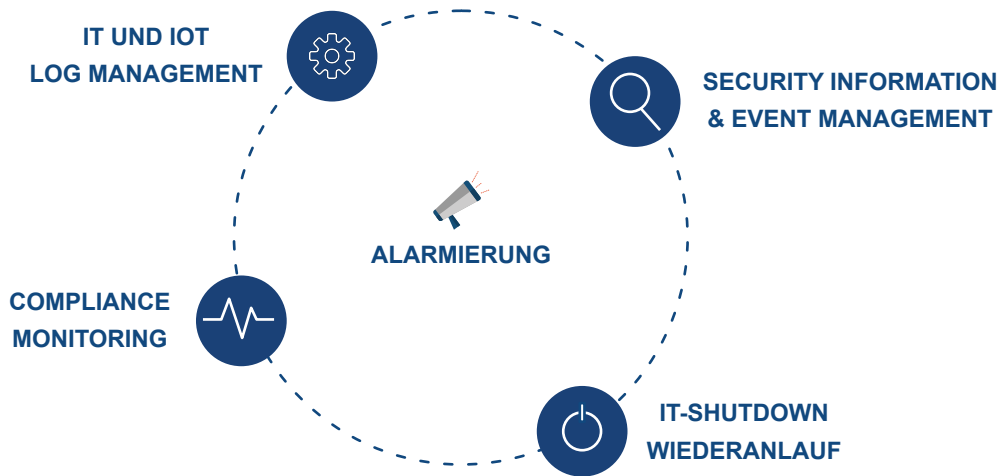 IT UND IOT
LOG MANAGEMENT
SECURITY INFORMATION
& EVENT MANAGEMENT
ALARMIERUNG
COMPLIANCE
MONITORING
IT-SHUTDOWN
WIEDERANLAUF